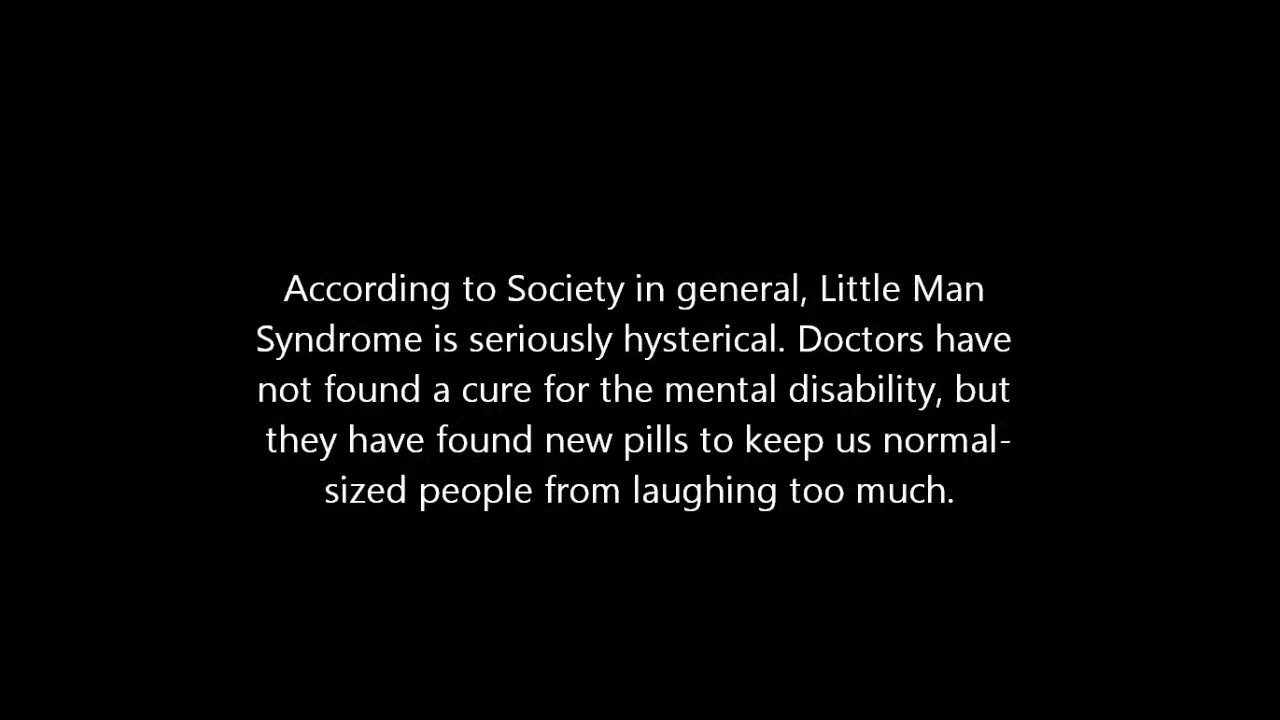 According to Society in general, Little Man
Syndrome is seriously hysterical. Doctors have
not found a cure for the mental disability, but
they have found new pills to keep us normal-
sized people from laughing too much.